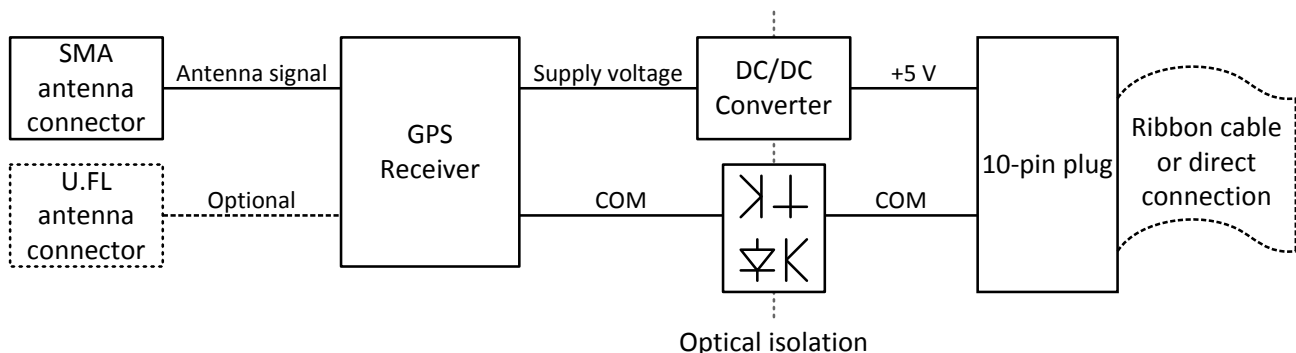 SMA
antenna
connector
Antenna signal
GPS
Receiver
Supply voltage
DC/DC
Converter
+5 V
10-pin plug
Ribbon cable
or direct
connection
U.FL
antenna
connector
Optional
COM
COM
Optical isolation